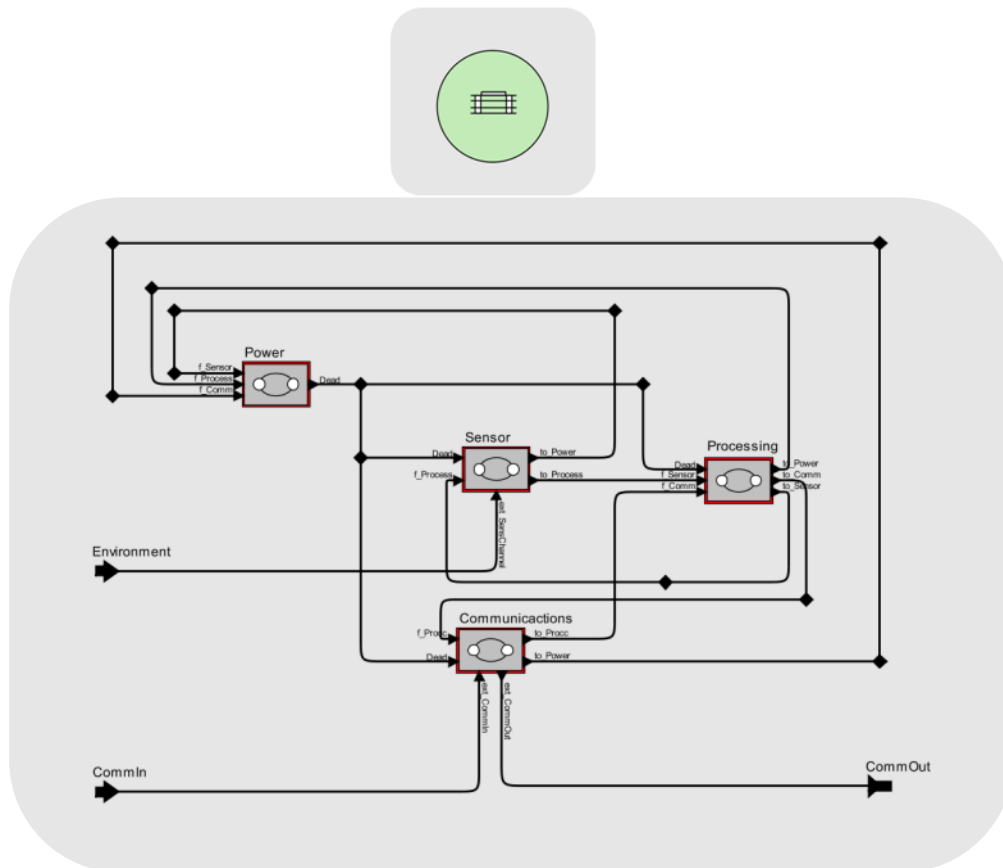 Power
f_Sensor
f_Process
f_Comm
Dead
Sensor
Dead
f_Process
to_Power
to_Process
ext_SensChannel
Processing
Dead
f_Sensor
f_Comm
to_Power
to_Comm
to_Sensor
Environment
Communicactions
f_Procc
Dead
to_Procc
to_Power
ext_CommIn
ext_CommOut
CommIn
CommOut